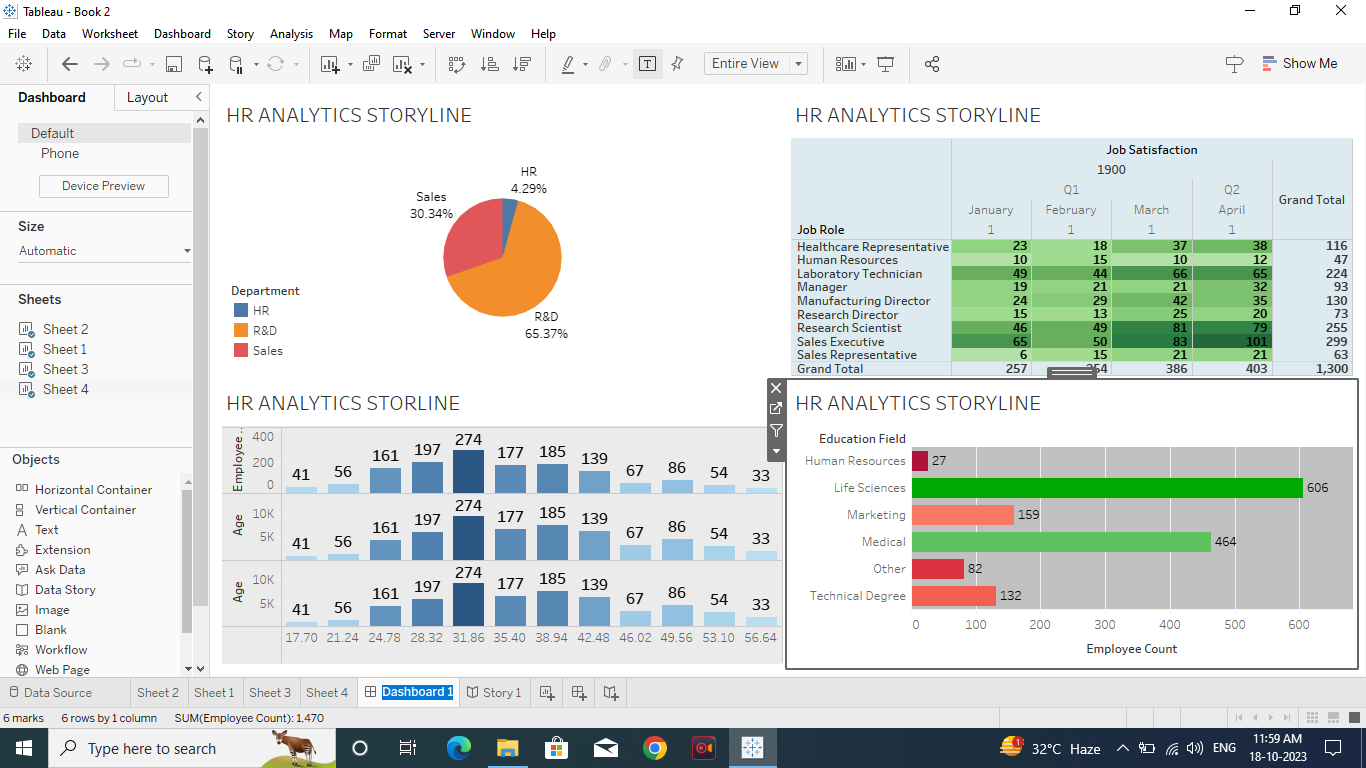 Tableau - Book 2
File Data Worksheet Dashboard Story Analysis Map Format Server Window Help
Entire View
Show Me
Dashboard Layout
Default
Phone
Device Preview
Size
Automatic
Sheets
Sheet 2
Sheet 1
Sheet 3
Sheet 4
Objects
Horizontal Container
Vertical Container
Text
Extension
Ask Data
Data Story
Image
Blank
Workflow
Web Page
HR ANALYTICS STORYLINE
HR
4.29%
Sales
30.34%
R&D
65.37%
Department
HR
R&D
Sales
HR ANALYTICS STORYLINE
Job Satisfaction
1900
Q1 Q2
Grand Total
January February March April
Job Role 1 1 1 1
Healthcare Representative 23 18 37 38 116
Human Resources 10 15 10 12 47
Laboratory Technician 49 44 66 65 224
Manager 19 21 21 32 93
Manufacturing Director 24 29 42 35 130
Research Director 15 13 25 20 73
Research Scientist 46 49 81 79 255
Sales Executive 65 50 83 101 299
Sales Representative 6 15 21 21 63
Grand Total 257 254 386 403 1,300
HR ANALYTICS STORLINE
Employee ..
400
200
0
41 56 161 197 274 177 185 139 67 86 54 33
Age
10K
5K
41 56 161 197 274 177 185 139 67 86 54 33
Age
10K
5K
41 56 161 197 274 177 185 139 67 86 54 33
17.70 21.24 24.78 28.32 31.86 35.40 38.94 42.48 46.02 49.56 53.10 56.64
HR ANALYTICS STORYLINE
Education Field
Human Resources 27
Life Sciences 606
Marketing 159
Medical 464
Other 82
Technical Degree 132
0 100 200 300 400 500 600
Employee Count
Data Source Sheet 2 Sheet 1 Sheet 3 Sheet 4 Dashboard 1 Story 1
6 marks 6 rows by 1 column SUM(Employee Count): 1,470
Type here to search
1
32°C Haze
ENG
11:59 AM
18-10-2023